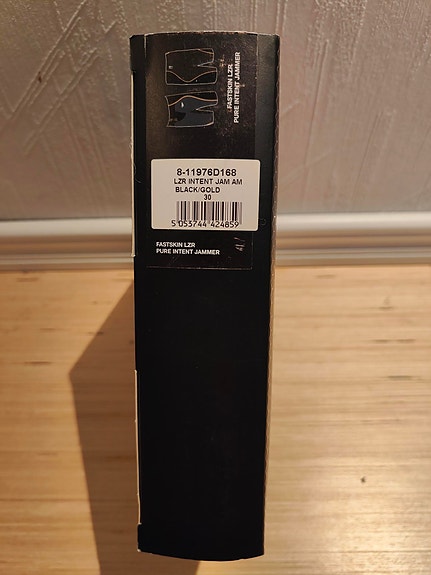 FASTSKIN LZR
PURE INTENT JAMMER
8-11976D168
LZR INTENT JAM AM
BLACK/GOLD
30
5 053744 424859
FASTSKIN LZR
PURE INTENT JAMMER